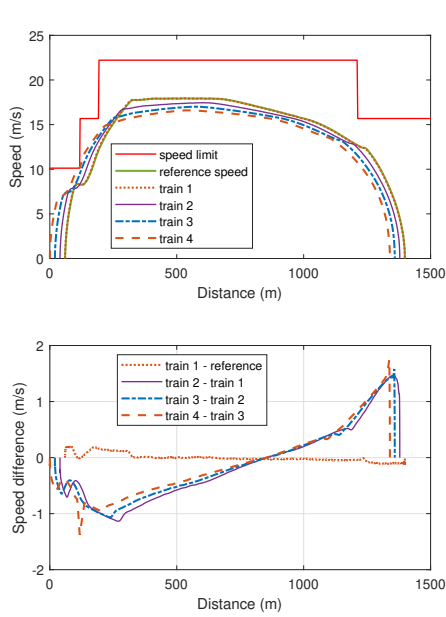 25
20
15
10
5
0
Speed (m/s)
speed limit
reference speed
train 1
train 2
train 3
train 4
0 500 1000 1500
Distance (m)
2
1
0
-1
-2
Speed difference (m/s)
train 1 - reference
train 2 - train 1
train 3 - train 2
train 4 - train 3
0 500 1000 1500
Distance (m)